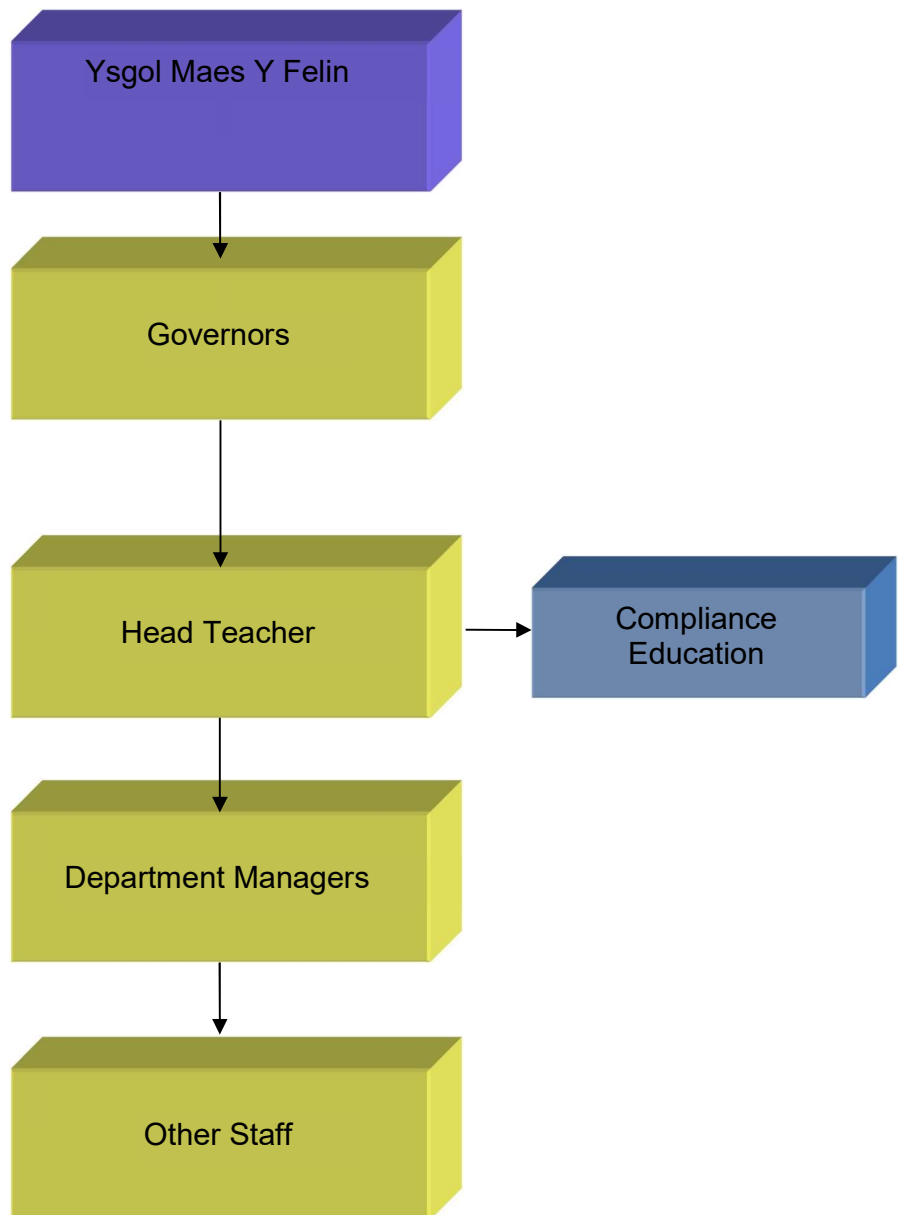 Ysgol Maes Y Felin
Governors
Head Teacher
Compliance
Education
Department Managers
Other Staff